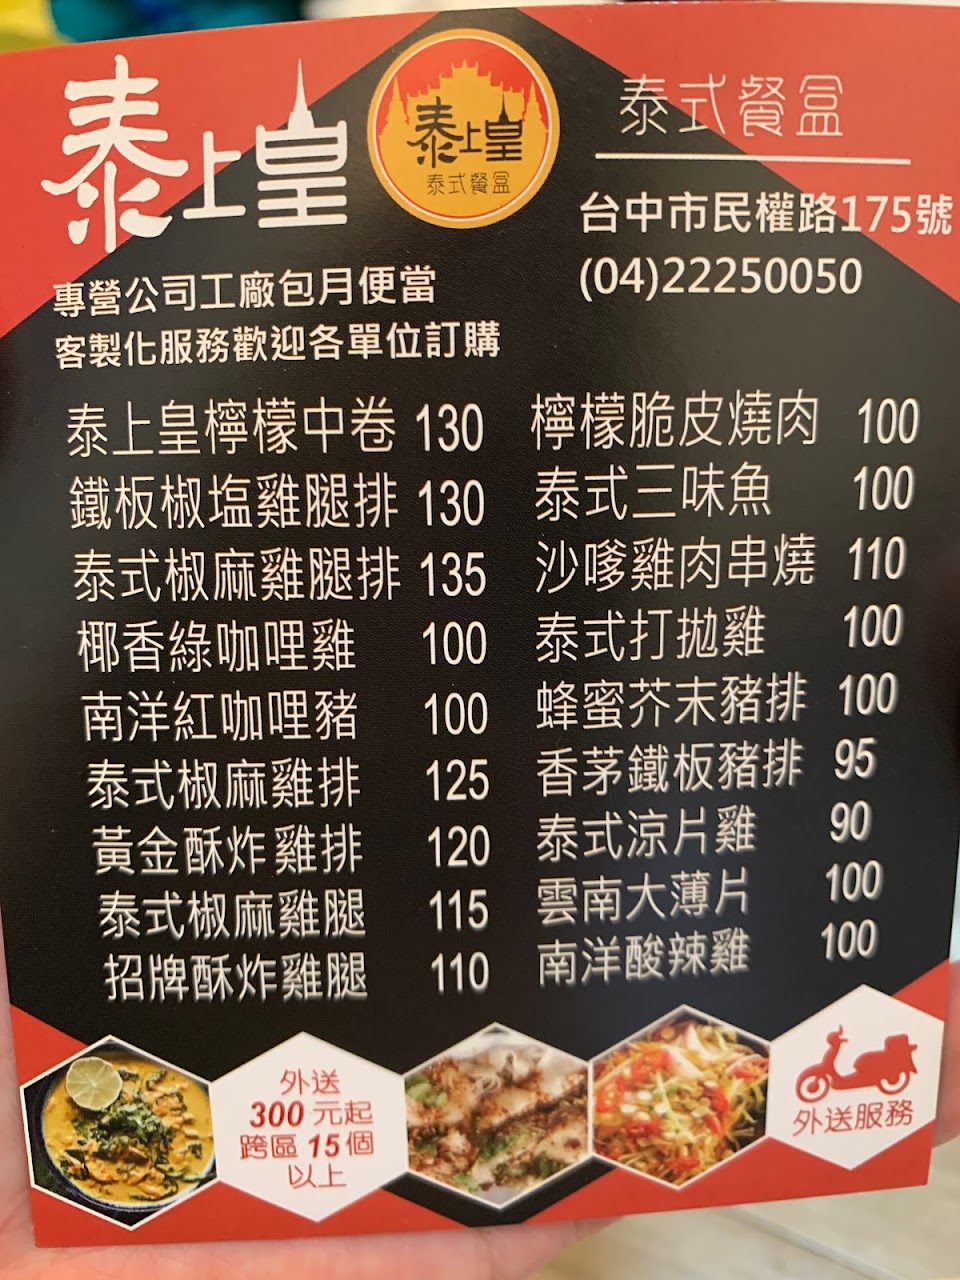 泰上皇
泰上皇
泰式餐盒
泰式餐盒
台中市民權路175號
(04)22250050
專營公司工廠包月便當
客製化服務歡迎各單位訂購
泰上皇檸檬中卷 130
鐵板椒塩雞腿排 130
泰式椒麻雞腿排 135
椰香綠咖哩雞 100
南洋紅咖哩豬 100
泰式椒麻雞排 125
黃金酥炸雞排 120
泰式椒麻雞腿 115
招牌酥炸雞腿 110
檸檬脆皮燒肉 100
泰式三味魚 100
沙嗲雞肉串燒 110
泰式打拋雞 100
蜂蜜芥末豬排 100
香茅鐵板豬排 95
泰式涼片雞 90
雲南大薄片 100
南洋酸辣雞 100
外送
300元起
跨區15個
以上
外送服務